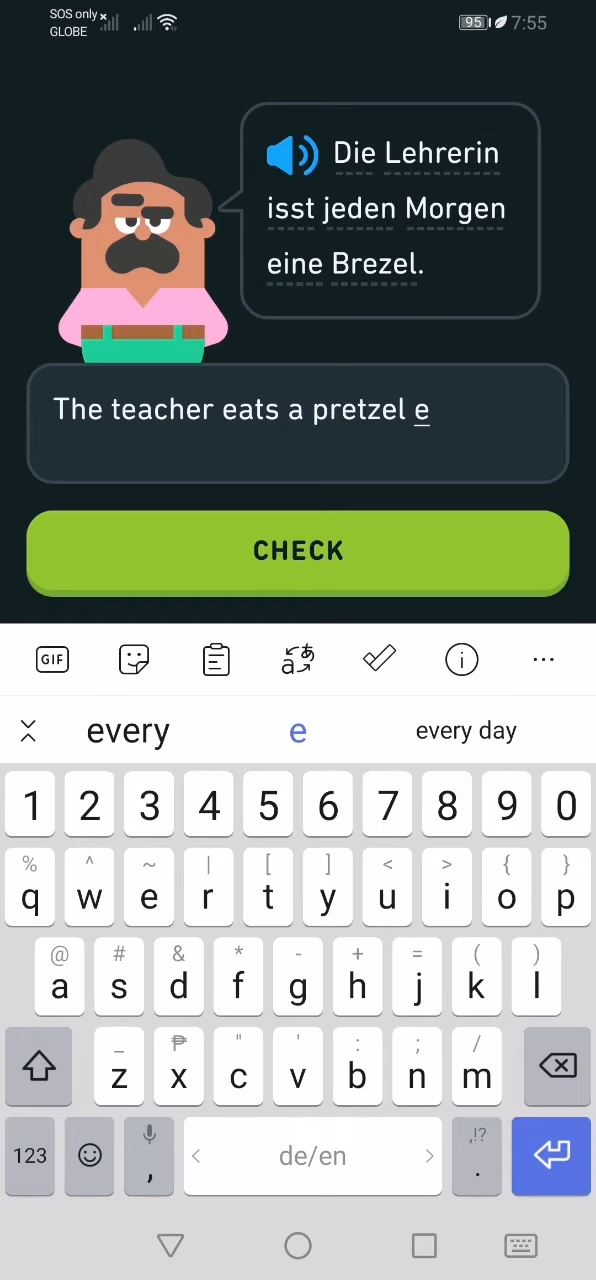 SOS only
GLOBE
95 7:55
Die Lehrerin
isst jeden Morgen
eine Brezel.
The teacher eats a pretzel e
CHECK
GIF
every e every day
1 2 3 4 5 6 7 8 9 0
% ^ ~ | [ ] < > { }
q w e r t y u i o p
@ # & * - + = ( )
a s d f g h j k l
_ ₱ " ' : ; /
z x c v b n m
,!?
123 , de/en .